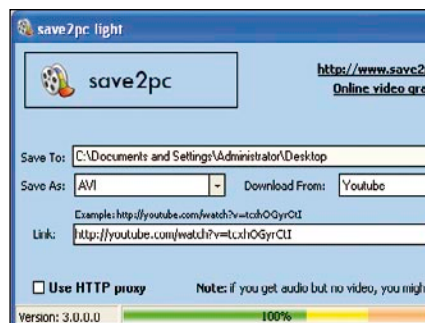 save2pc light
save2pc
http://www.save2
Online video gra
Save To: C:\Documents and Settings\Administrator\Desktop
Save As: AVI Download From: Youtube
Example: http://youtube.com/watch?v=tcxhOGyrCtI
Link: http://youtube.com/watch?v=tcxhOGyrCtI
Use HTTP proxy Note: if you get audio but no video, you migh
Version: 3.0.0.0 100%